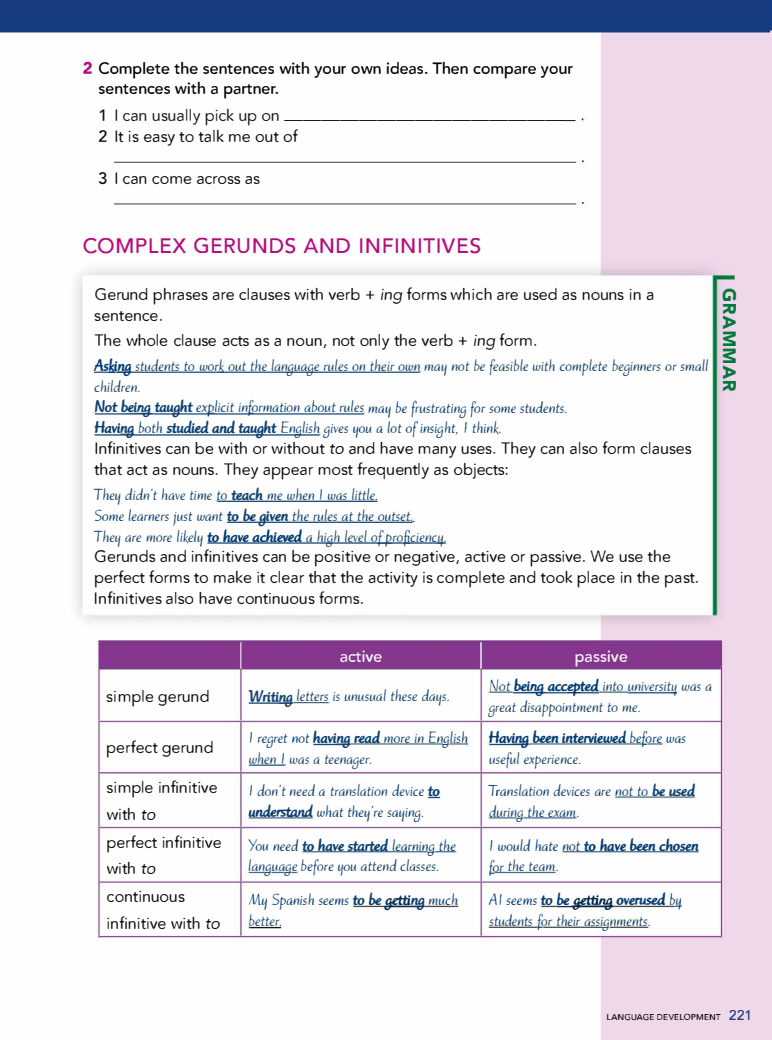 2 Complete the sentences with your own ideas. Then compare your
sentences with a partner.
1 I can usually pick up on ______________________________ .
2 It is easy to talk me out of
______________________________ .
3 I can come across as
______________________________ .
COMPLEX GERUNDS AND INFINITIVES
GRAMMAR
Gerund phrases are clauses with verb + ing forms which are used as nouns in a
sentence.
The whole clause acts as a noun, not only the verb + ing form.
Asking students to work out the language rules on their own may not be feasible with complete beginners or small
children.
Not being taught explicit information about rules may be frustrating for some students.
Having both studied and taught English gives you a lot of insight, I think.
Infinitives can be with or without to and have many uses. They can also form clauses
that act as nouns. They appear most frequently as objects:
They didn't have time to teach me when I was little.
Some learners just want to be given the rules at the outset.
They are more likely to have achieved a high level of proficiency.
Gerunds and infinitives can be positive or negative, active or passive. We use the
perfect forms to make it clear that the activity is complete and took place in the past.
Infinitives also have continuous forms.
active passive
simple gerund
Writing letters is unusual these days.
Not being accepted into university was a
great disappointment to me.
perfect gerund
I regret not having read more in English
when I was a teenager.
Having been interviewed before was
useful experience.
simple infinitive
with to
I don't need a translation device to
understand what they're saying.
Translation devices are not to be used
during the exam.
perfect infinitive
with to
You need to have started learning the
language before you attend classes.
I would hate not to have been chosen
for the team.
continuous
infinitive with to
My Spanish seems to be getting much
better.
AI seems to be getting overused by
students for their assignments.
LANGUAGE DEVELOPMENT 221